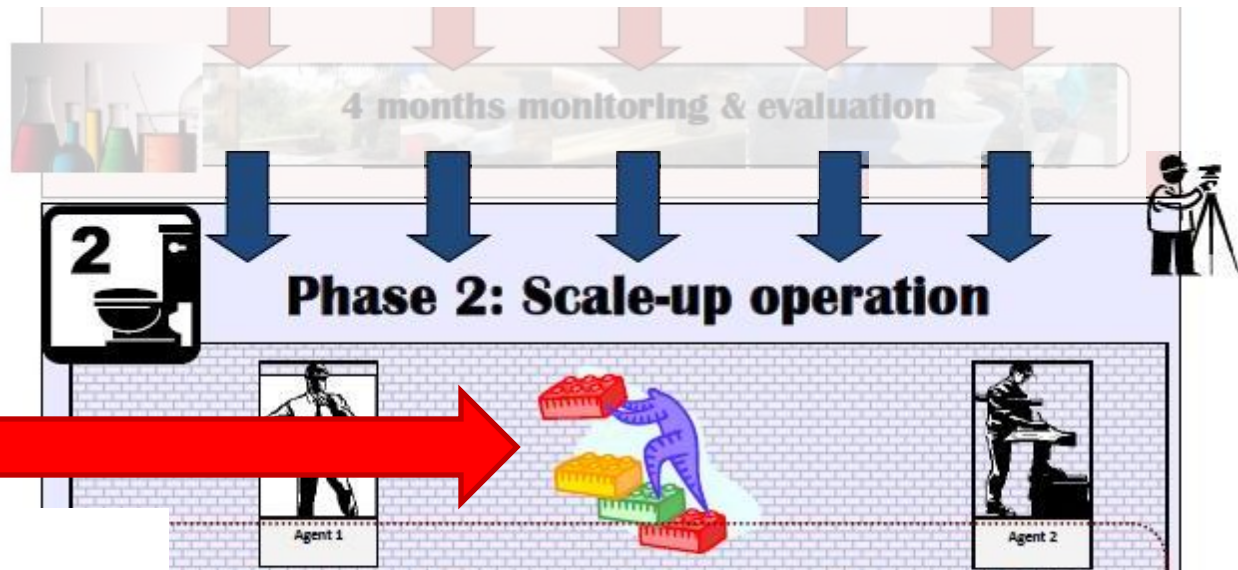 4 months monitoring & evaluation
2
Phase 2: Scale-up operation
Agent 1
Agent 2